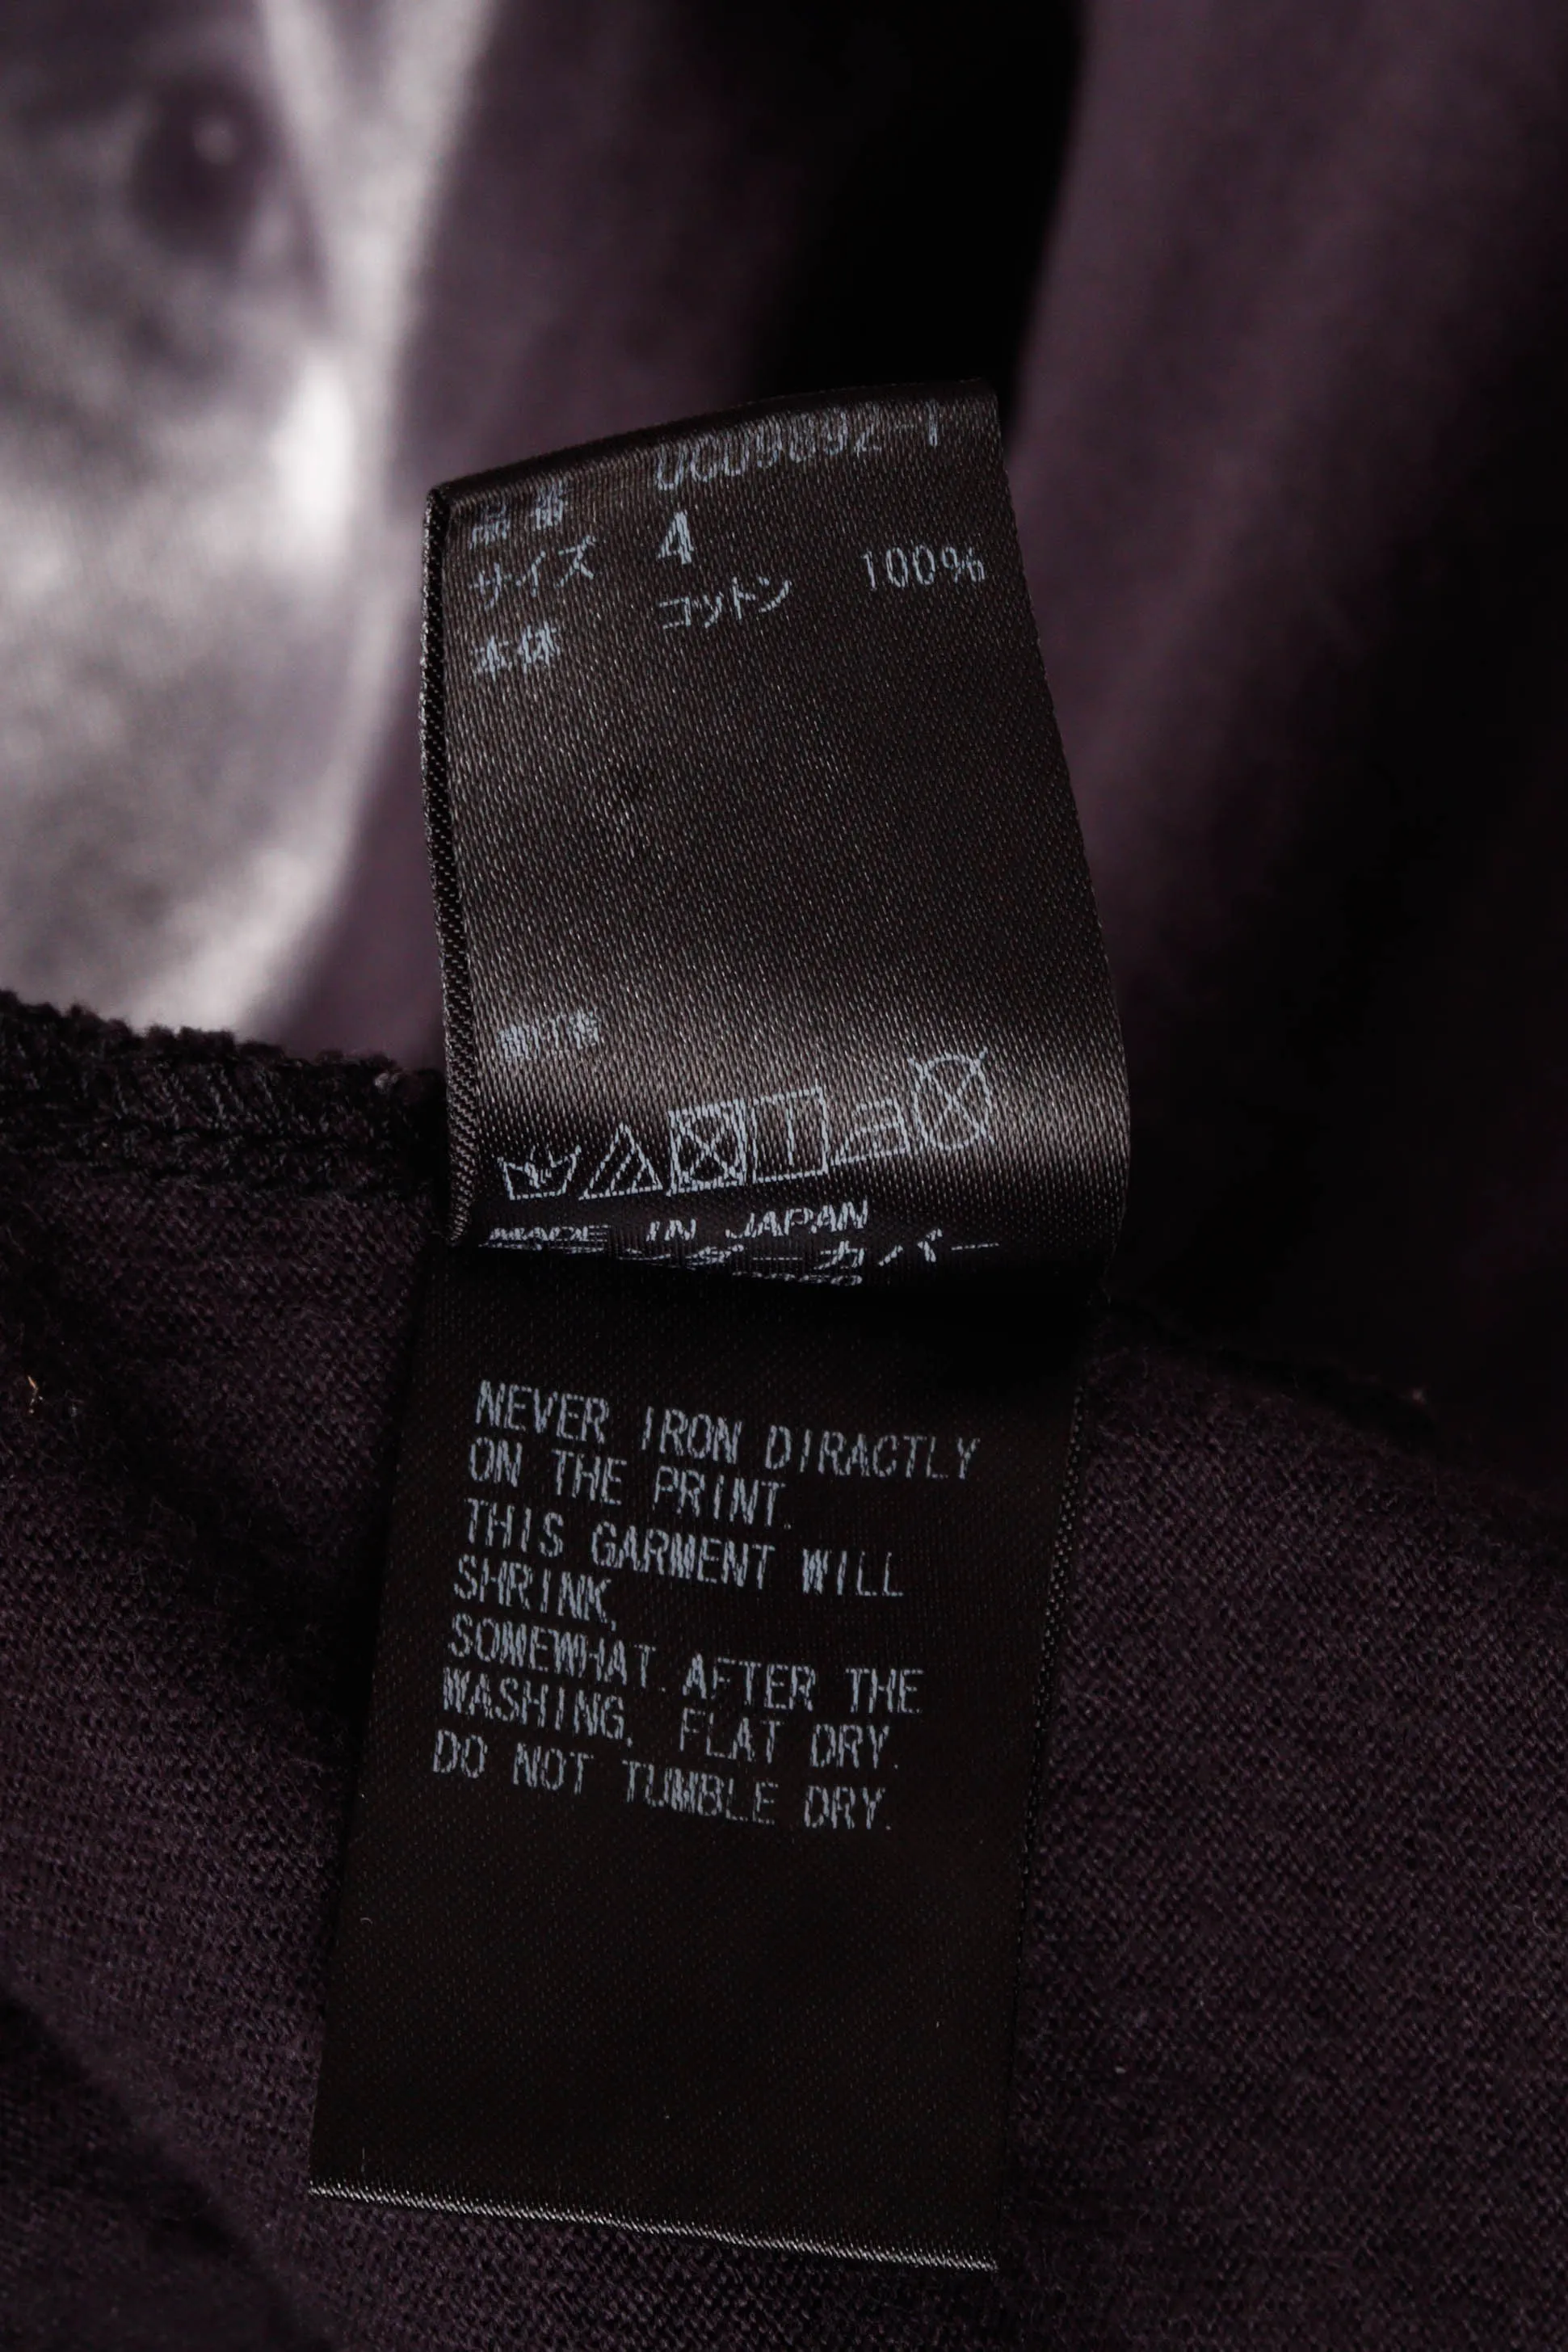 品番
サイズ 4
本体 コットン 100%
MADE IN JAPAN
NEVER IRON DIRACTLY
ON THE PRINT.
THIS GARMENT WILL
SHRINK,
SOMEWHAT AFTER THE
WASHING. FLAT DRY.
DO NOT TUMBLE DRY.